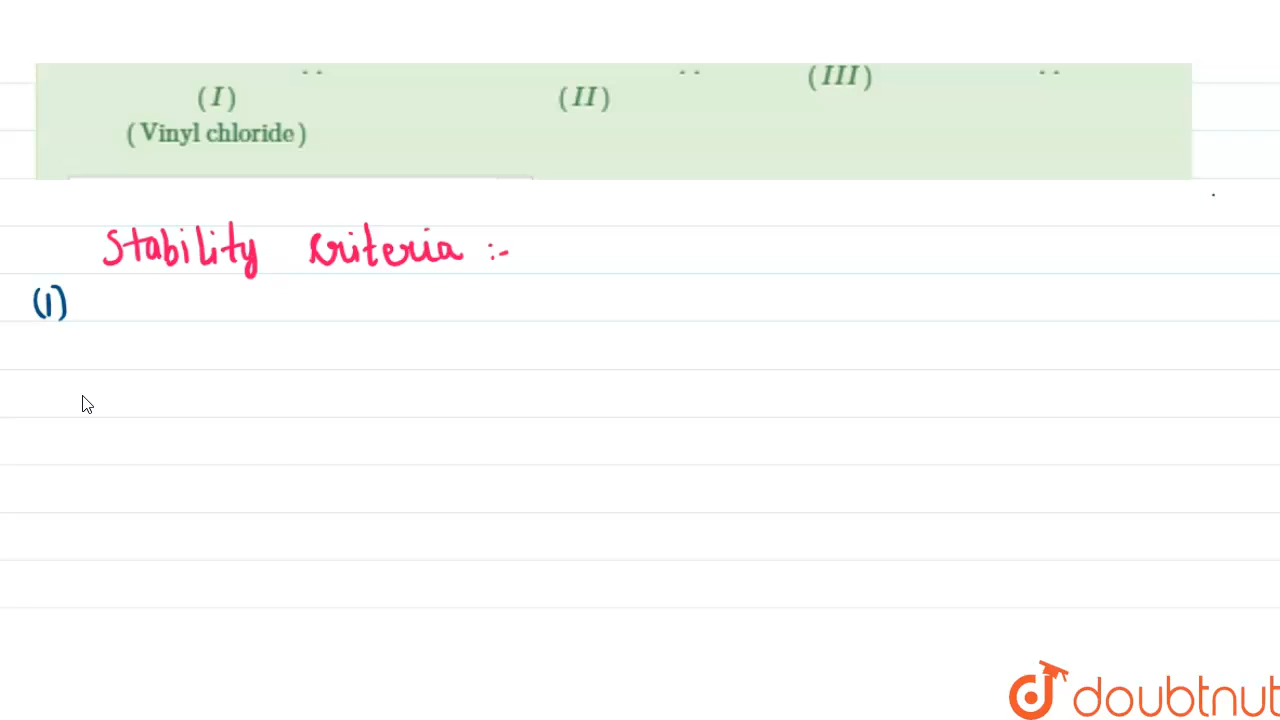 (III)
(I) (II)
(Vinyl chloride)
Stability criteria :-
(1)
doubtnut